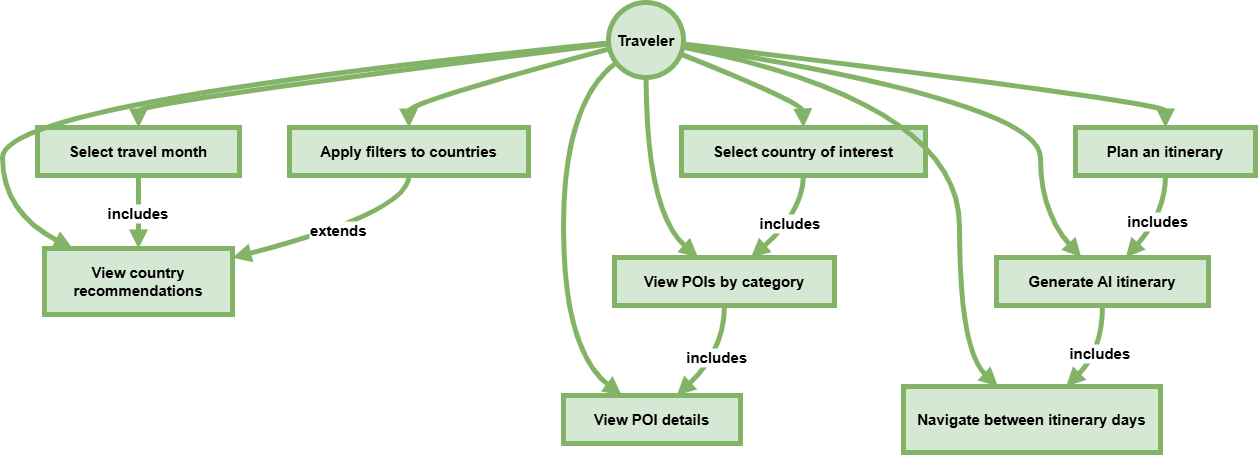 Traveler
Select travel month
Apply filters to countries
Select country of interest
Plan an itinerary
includes
extends
includes
includes
View country
recommendations
View POIs by category
Generate AI itinerary
includes
includes
View POI details
Navigate between itinerary days